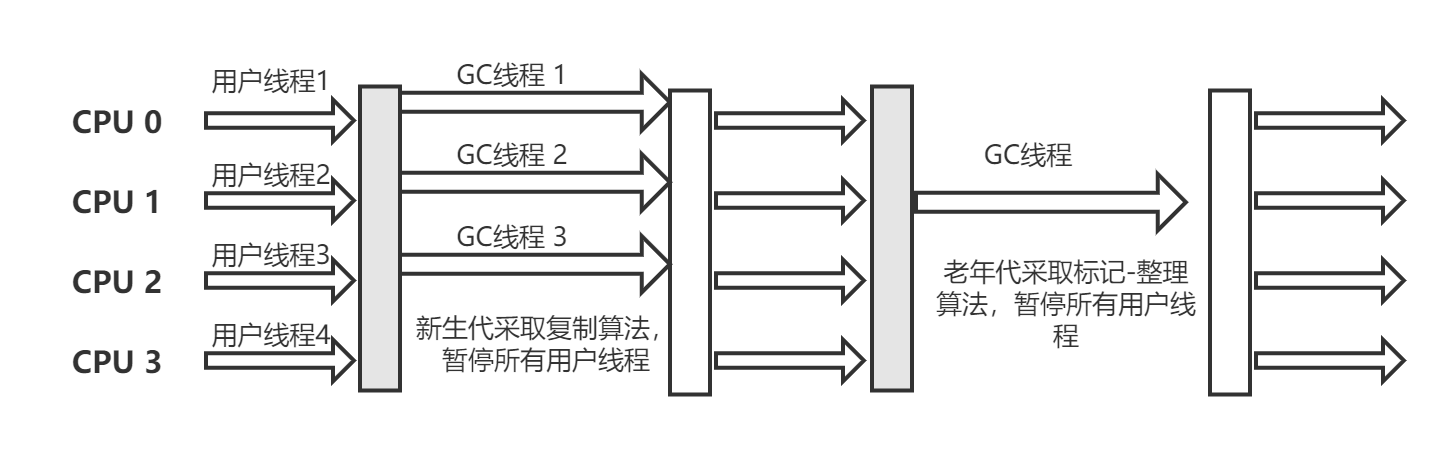 用户线程1
GC线程 1
CPU 0
用户线程2
GC线程 2
GC线程
CPU 1
用户线程3
GC线程 3
CPU 2
用户线程4
CPU 3
新生代采取复制算法，
暂停所有用户线程
老年代采取标记-整理
算法，暂停所有用户线
程